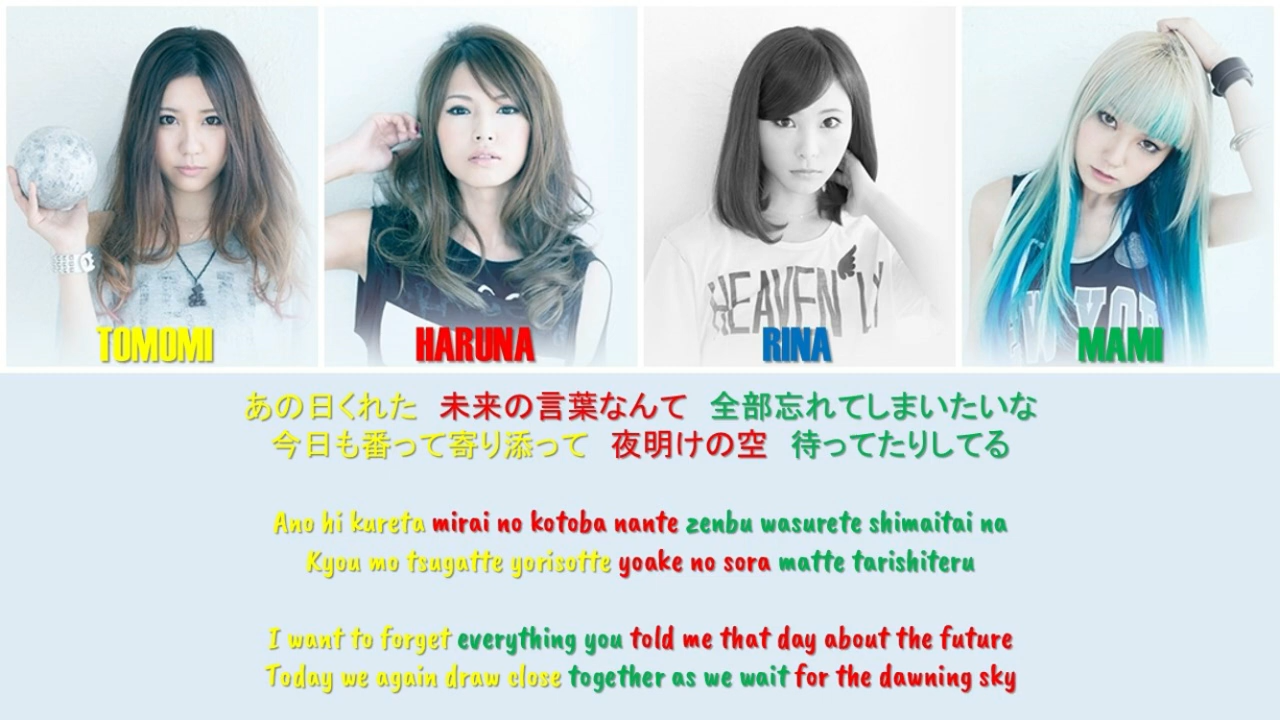 HEAVEN'LY
TOMOMI
HARUNA
RINA
MAMI
あの日くれた 未来の言葉なんて 全部忘れてしまいたいな
今日も番って寄り添って 夜明けの空 待ってたりしてる
Ano hi kureta mirai no kotoba nante zenbu wasurete shimaitai na
Kyou mo tsugatte yorisotte yoake no sora matte tarishiteru
I want to forget everything you told me that day about the future
Today we again draw close together as we wait for the dawning sky